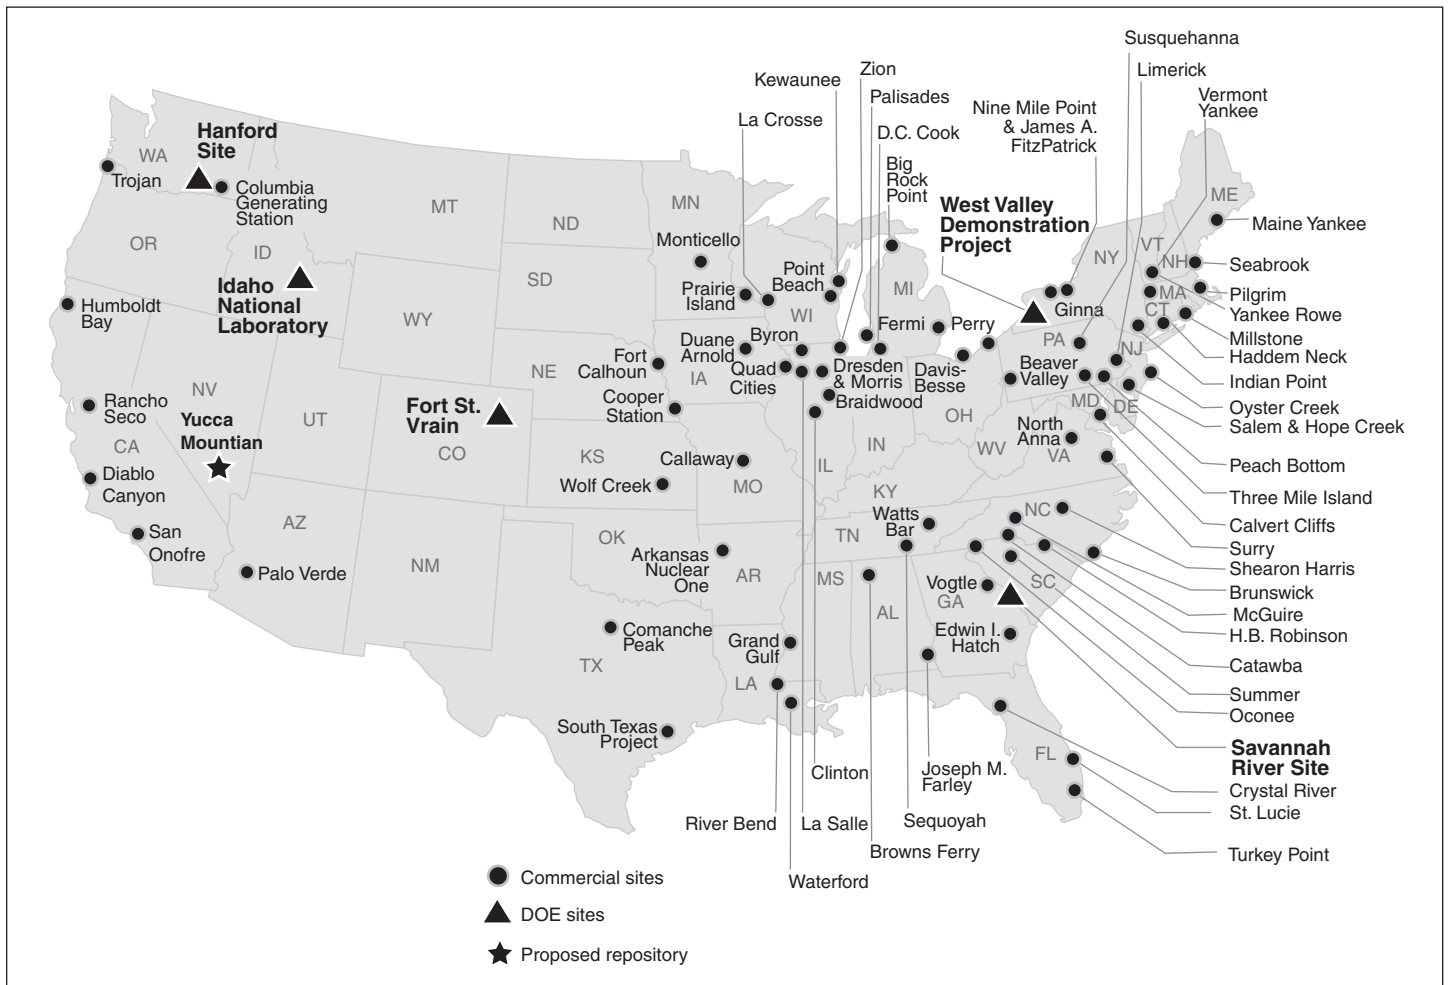 Susquehanna
Limerick
Vermont
Yankee
Zion
Kewaunee
Palisades
La Crosse
D.C. Cook
Nine Mile Point
& James A.
FitzPatrick
Big
Rock
Point
West Valley
Demonstration
Project
Hanford
Site
WA
Trojan
Columbia
Generating
Station
MT
ND
MN
ME
Maine Yankee
OR
ID
Monticello
Idaho
National
Laboratory
SD
Point
Beach
Prairie
Island
WI
MI
NY
VT
NH
Seabrook
MA
Pilgrim
Yankee Rowe
CT
Ginna
Millstone
Haddem Neck
Indian Point
Humboldt
Bay
WY
Fermi
Perry
PA
NJ
Duane
Arnold
Byron
Fort
Calhoun
NE
IA
Quad
Cities
Dresden
& Morris
Braidwood
Davis-
Besse
Beaver
Valley
Oyster Creek
Salem & Hope Creek
Rancho
Seco
NV
Yucca
Mountian
UT
Fort St.
Vrain
CO
Cooper
Station
OH
MD
DE
CA
KS
Callaway
IL
IN
WV
North
Anna
VA
Peach Bottom
Diablo
Canyon
Wolf Creek
MO
KY
Three Mile Island
San
Onofre
AZ
NM
OK
TN
Watts
Bar
NC
Calvert Cliffs
Surry
Shearon Harris
Palo Verde
Arkansas
Nuclear
One
AR
MS
AL
Vogtle
GA
SC
Brunswick
McGuire
H.B. Robinson
Comanche
Peak
TX
Grand
Gulf
Edwin I.
Hatch
Catawba
LA
Summer
Oconee
South Texas
Project
FL
Savannah
River Site
Clinton
Joseph M.
Farley
Crystal River
St. Lucie
River Bend
La Salle
Sequoyah
Browns Ferry
Turkey Point
Waterford
Commercial sites
DOE sites
Proposed repository